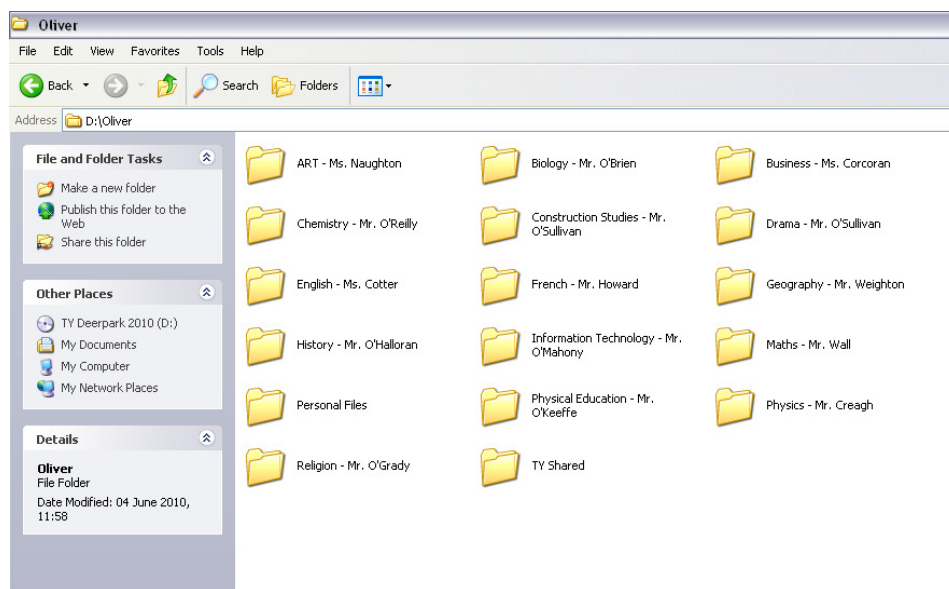 Oliver
File Edit View Favorites Tools Help
Back Search Folders
Address D:\Oliver
File and Folder Tasks
Make a new folder
Publish this folder to the
Web
Share this folder
Other Places
TY Deerpark 2010 (D:)
My Documents
My Computer
My Network Places
Details
Oliver
File Folder
Date Modified: 04 June 2010,
11:58
ART - Ms. Naughton
Biology - Mr. O'Brien
Business - Ms. Corcoran
Chemistry - Mr. O'Reilly
Construction Studies - Mr.
O'Sullivan
Drama - Mr. O'Sullivan
English - Ms. Cotter
French - Mr. Howard
Geography - Mr. Weighton
History - Mr. O'Halloran
Information Technology - Mr.
O'Mahony
Maths - Mr. Wall
Personal Files
Physical Education - Mr.
O'Keeffe
Physics - Mr. Creagh
Religion - Mr. O'Grady
TY Shared